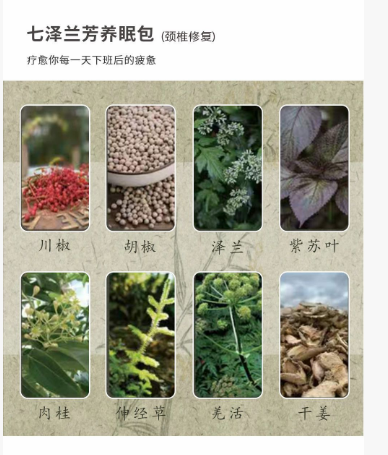 七泽兰芳养眠包 (颈椎修复)
疗愈你每一天下班后的疲惫
川椒 胡椒 泽兰 紫苏叶
肉桂 伸经草 羌活 干姜